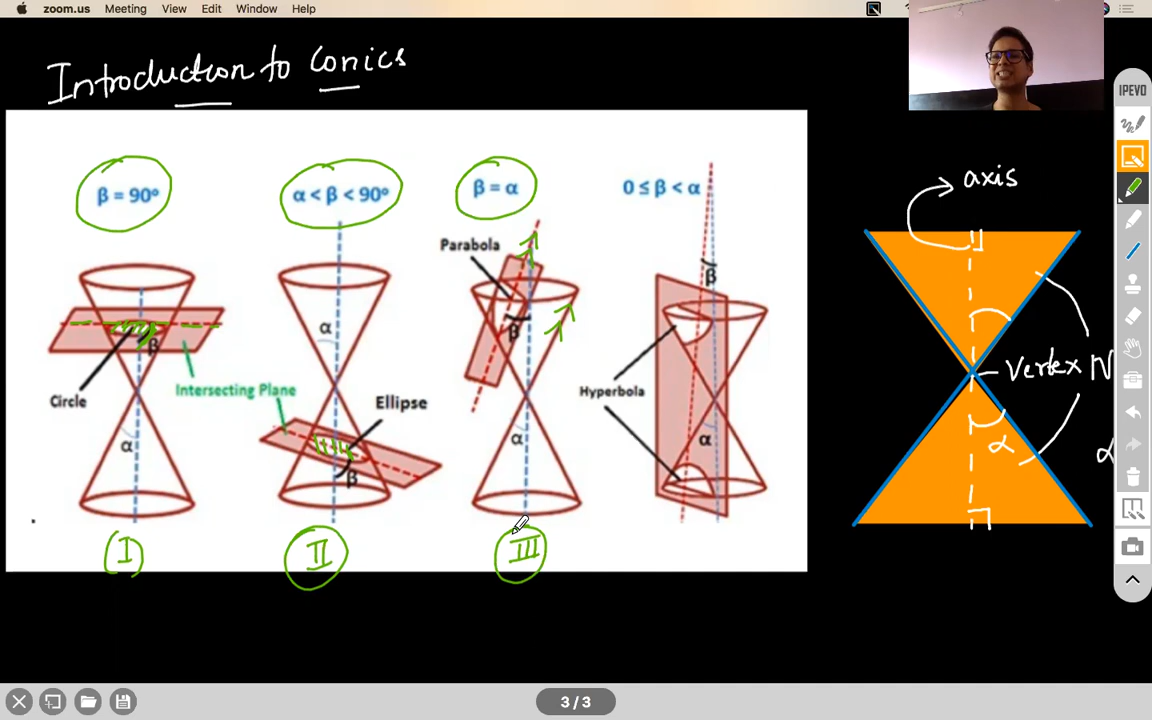 zoom.us Meeting View Edit Window Help
Introduction to Conics
IPEVO
β = 90° α < β < 90° β = α 0 ≤ β < α
axis
Parabola
β
α
β
β
Vertex
Circle
Intersecting Plane
Ellipse
Hyperbola
α
α
α
α
α
β
(I) II III
3 / 3